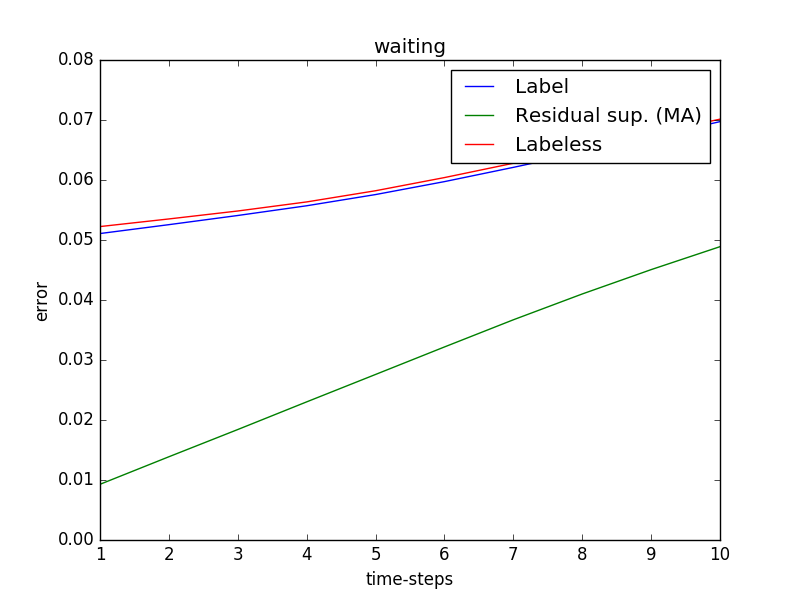 waiting
Label
Residual sup. (MA)
Labeless
0.08
0.07
0.06
0.05
0.04
0.03
0.02
0.01
0.00
error
1 2 3 4 5 6 7 8 9 10
time-steps